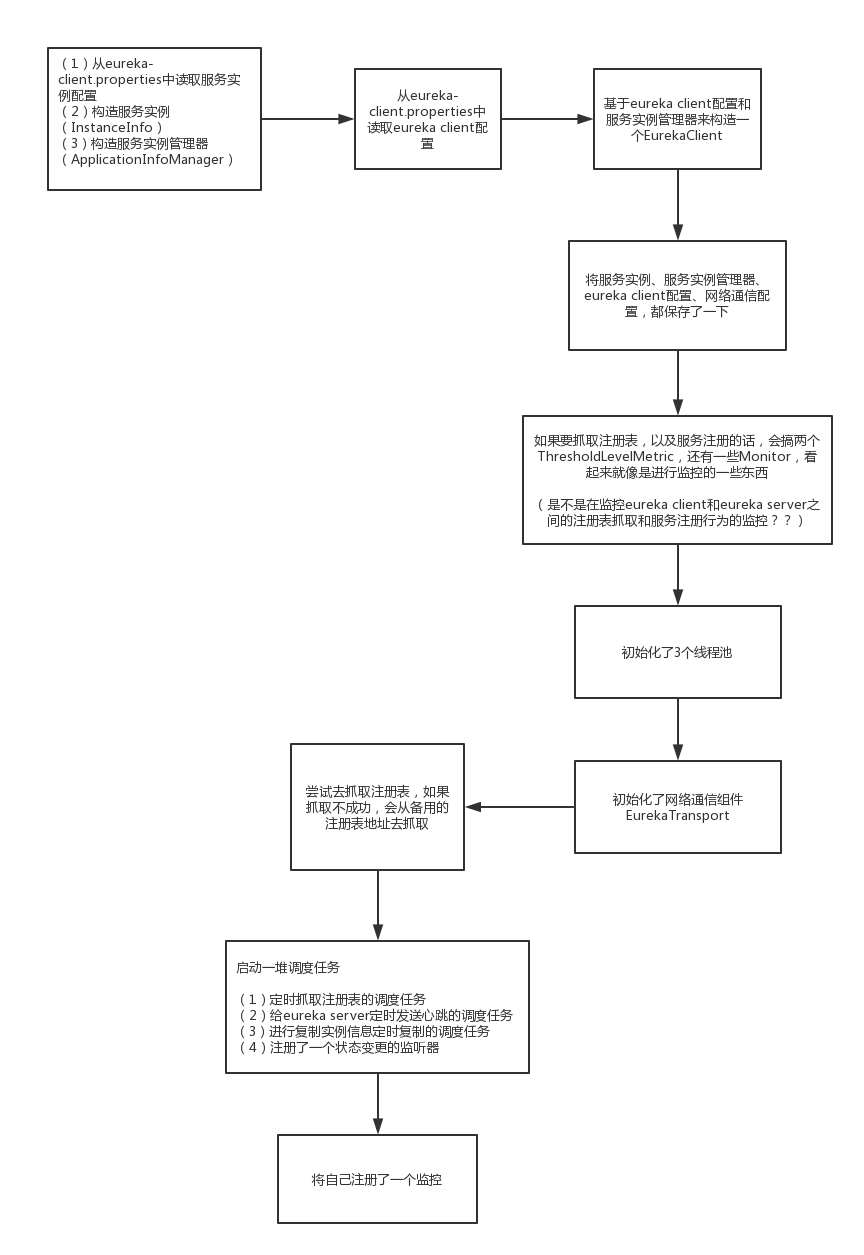 （1）从eureka-
client.properties中读取服务实
例配置
（2）构造服务实例
（InstanceInfo）
（3）构造服务实例管理器
（ApplicationInfoManager）
从eureka-
client.properties中
读取eureka client配
置
基于eureka client配置和
服务实例管理器来构造一
个EurekaClient
将服务实例、服务实例管理器、
eureka client配置、网络通信配
置，都保存了一下
如果要抓取注册表，以及服务注册的话，会搞两个
ThresholdLevelMetric，还有一些Monitor，看
起来就像是进行监控的一些东西
（是不是在监控eureka client和eureka server之
间的注册表抓取和服务注册行为的监控？？）
初始化了3个线程池
初始化了网络通信组件
EurekaTransport
尝试去抓取注册表，如果
抓取不成功，会从备用的
注册表地址去抓取
启动一堆调度任务
（1）定时抓取注册表的调度任务
（2）给eureka server定时发送心跳的调度任务
（3）进行复制实例信息定时复制的调度任务
（4）注册了一个状态变更的监听器
将自己注册了一个监控